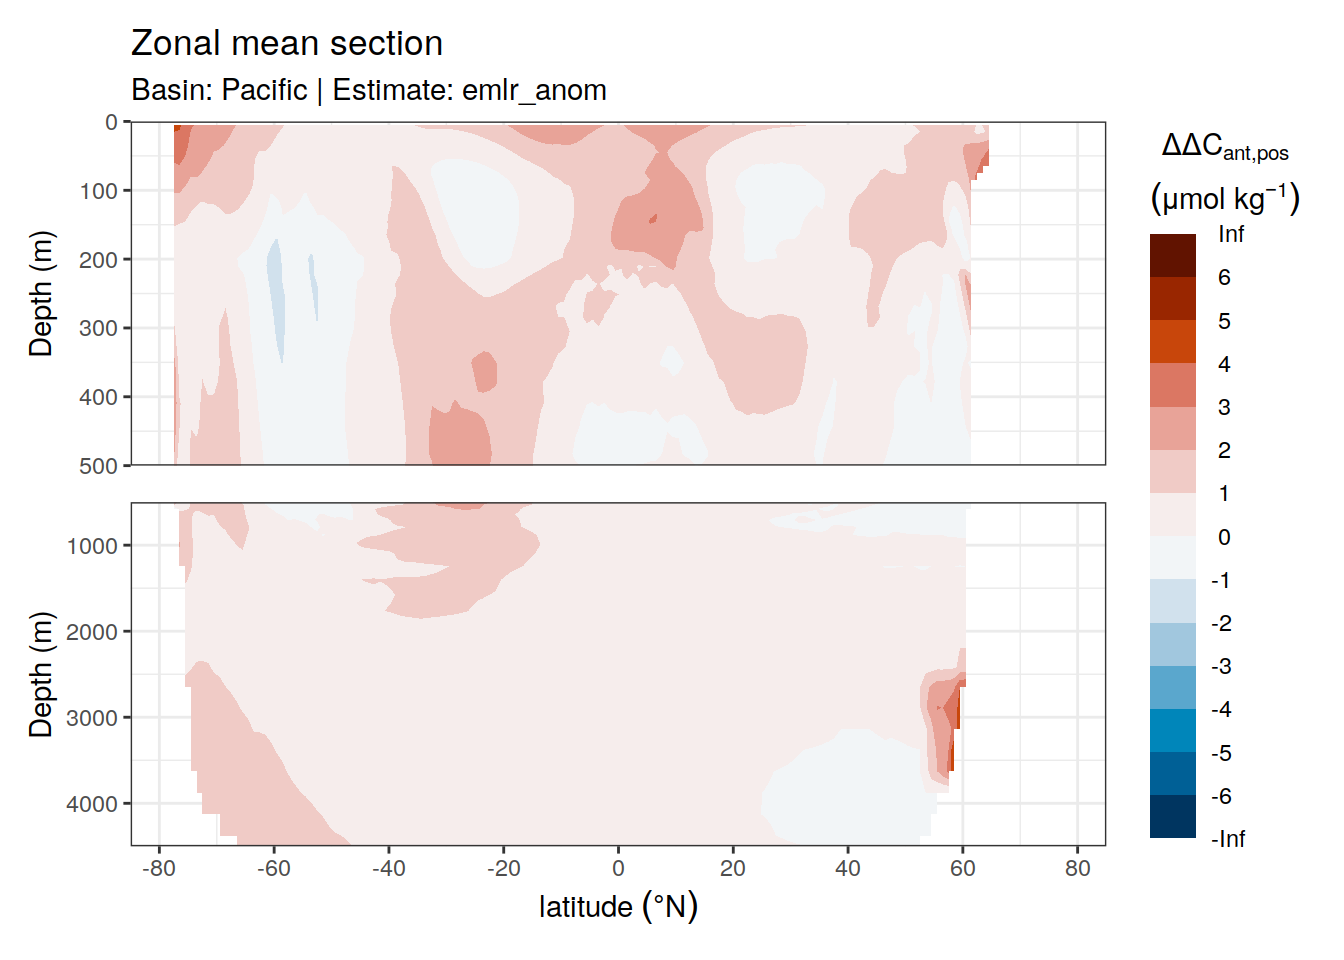 Zonal mean section
Basin: Pacific | Estimate: emlr_anom
0
100
200
300
400
500
Depth (m)
1000
2000
3000
4000
Depth (m)
-80 -60 -40 -20 0 20 40 60 80
latitude (°N)
ΔΔC ant,pos
(µmol kg⁻¹)
Inf
6
5
4
3
2
1
0
-1
-2
-3
-4
-5
-6
-Inf